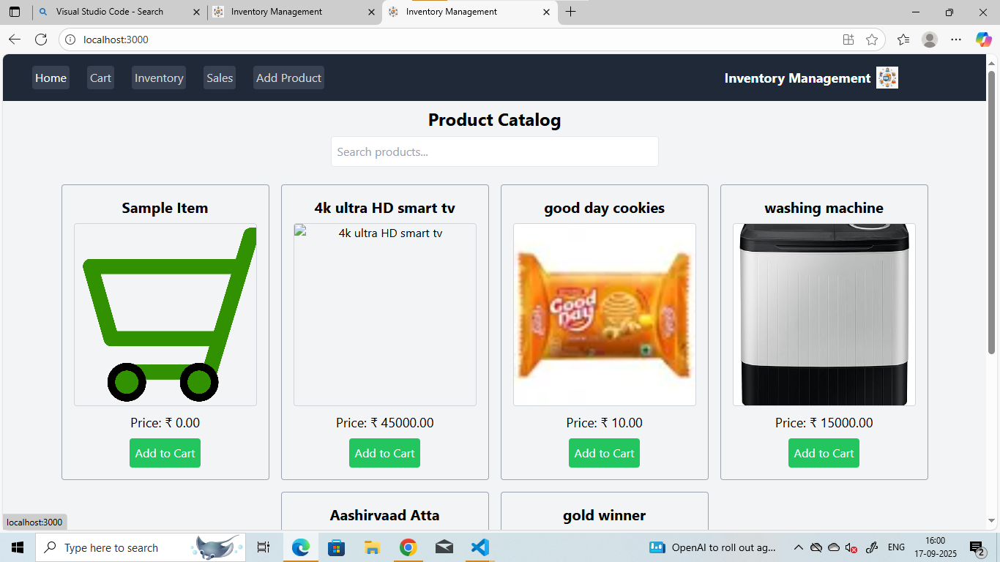 Visual Studio Code - Search
Inventory Management
Inventory Management
localhost:3000
Home Cart Inventory Sales Add Product Inventory Management
Product Catalog
Search products...
Sample Item
4k ultra HD smart tv
good day cookies
washing machine
4k ultra HD smart tv
Good
Day
Price: ₹ 0.00
Price: ₹ 45000.00
Price: ₹ 10.00
Price: ₹ 15000.00
Add to Cart
Add to Cart
Add to Cart
Add to Cart
Aashirvaad Atta
gold winner
localhost:3000
Type here to search
OpenAI to roll out ag...
ENG
16:00
17-09-2025
2